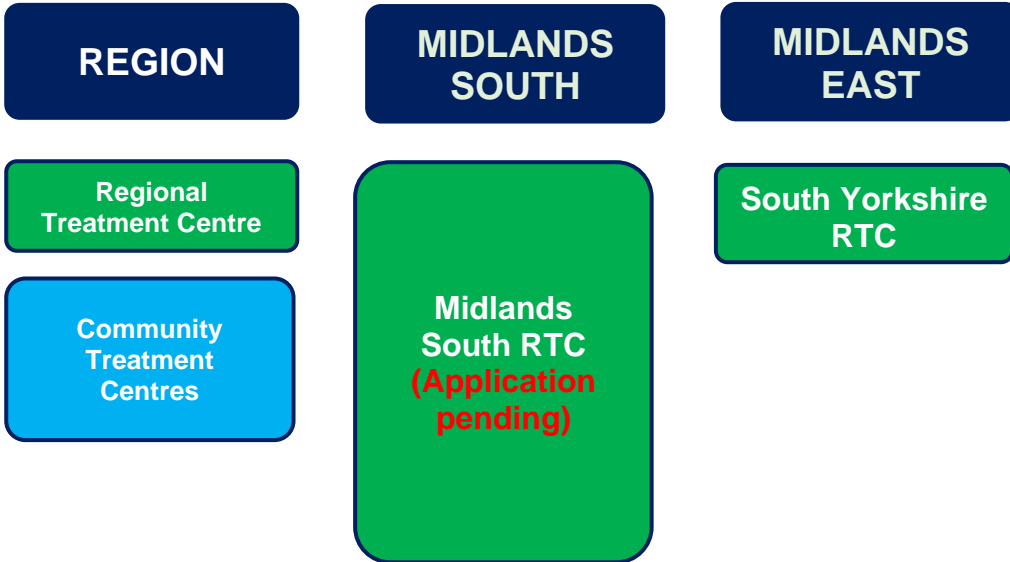 REGION
MIDLANDS
SOUTH
MIDLANDS
EAST
Regional
Treatment Centre
Community
Treatment
Centres
Midlands
South RTC
(Application
pending)
South Yorkshire
RTC